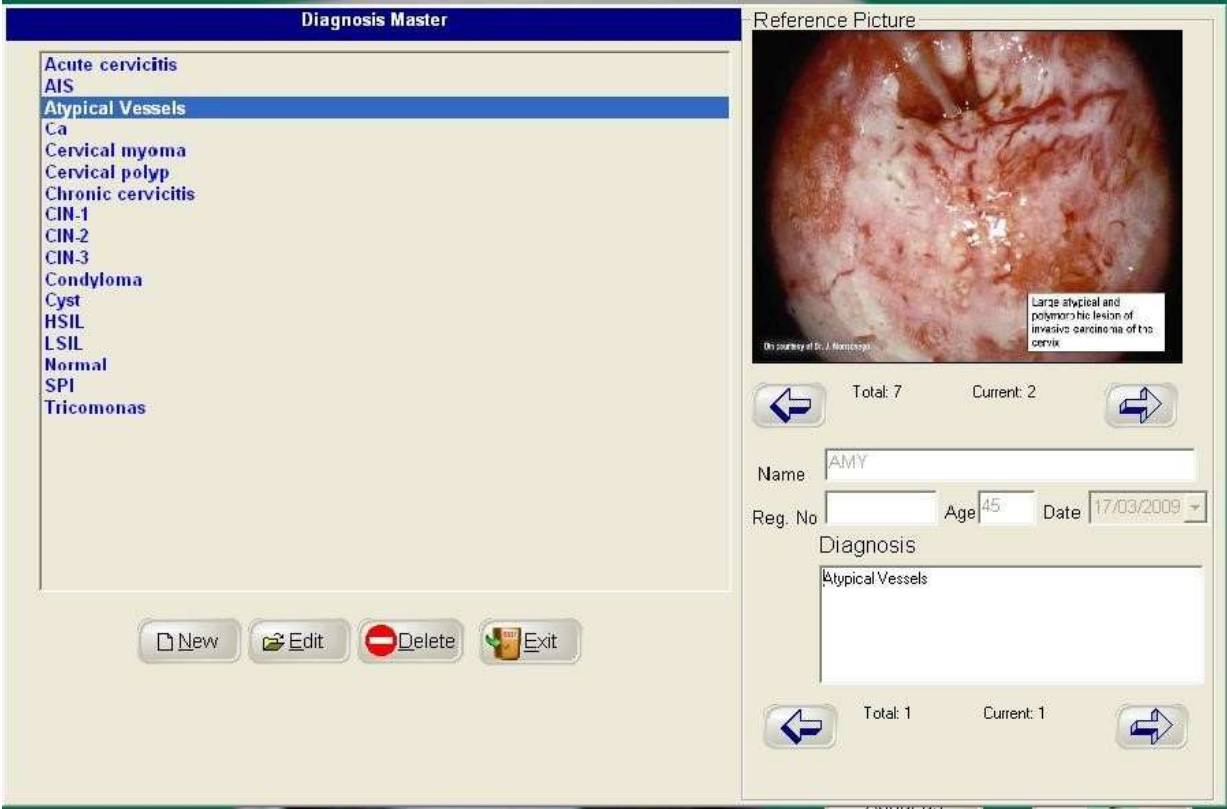 Diagnosis Master
Acute cervicitis
AIS
Atypical Vessels
Ca
Cervical myoma
Cervical polyp
Chronic cervicitis
CIN-1
CIN-2
CIN-3
Condyloma
Cyst
HSIL
LSIL
Normal
SPI
Tricomonas
New Edit Delete Exit
Reference Picture
Large atypical and
polymorphic lesion of
invasive carcinoma of the
cervix
courtesy of Dr. J.
Total: 7 Current: 2
Name AMY
Reg. No Age 45 Date 17/03/2009
Diagnosis
Atypical Vessels
Total: 1 Current: 1